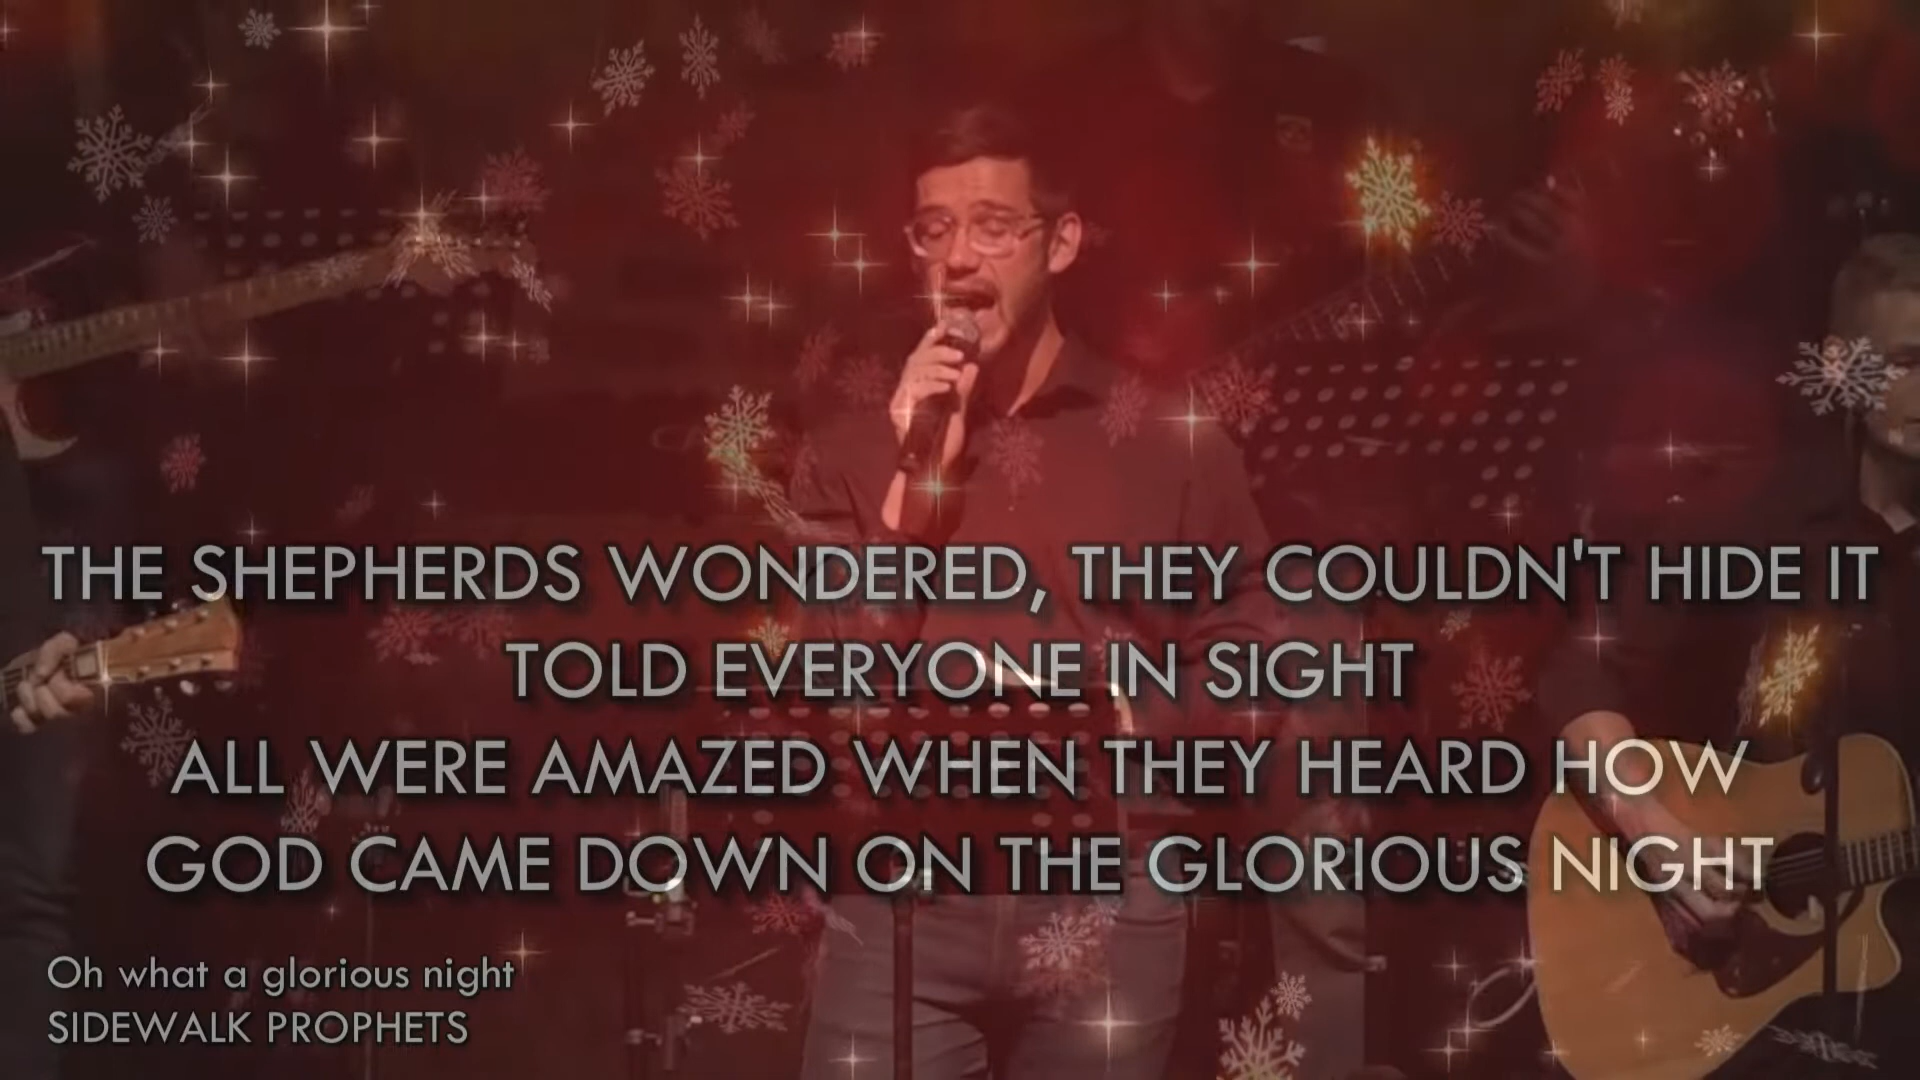 THE SHEPHERDS WONDERED, THEY COULDN'T HIDE IT
TOLD EVERYONE IN SIGHT
ALL WERE AMAZED WHEN THEY HEARD HOW
GOD CAME DOWN ON THE GLORIOUS NIGHT
Oh what a glorious night
SIDEWALK PROPHETS